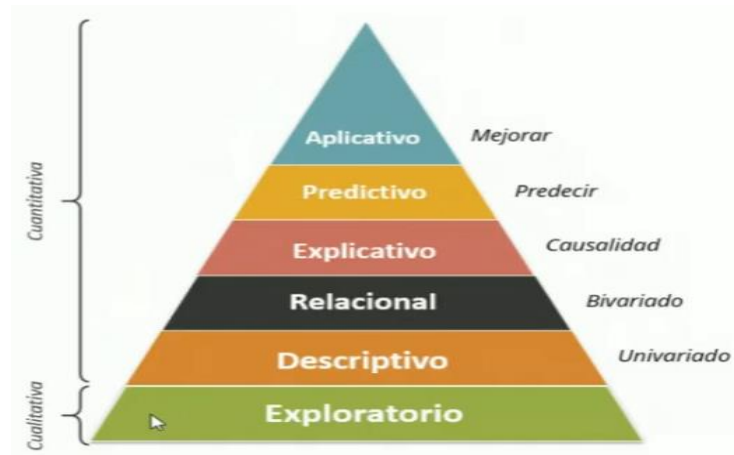 Aplicativo Mejorar
Predictivo Predecir
Cuantitativa
Explicativo Causalidad
Relacional Bivariado
Descriptivo Univariado
Cualitativa
Exploratorio